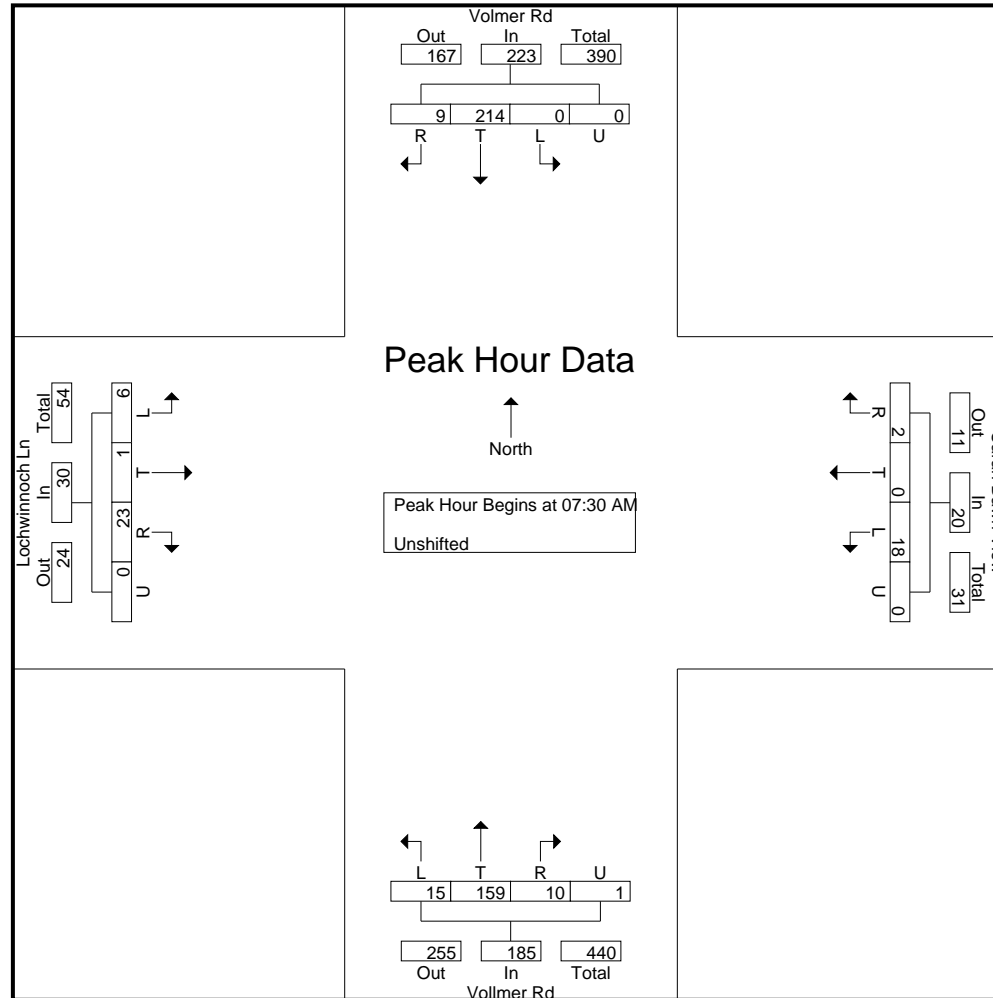 Volmer Rd
Out In Total
167 223 390
9 214 0 0
R T L U
Peak Hour Data
North
Peak Hour Begins at 07:30 AM
Unshifted
Lochwinnoch Ln
Total In Out
54 30 24
6 1 23 0
L T R U
R T L U
2 0 18 0
Out In Total
11 20 31
L T R U
15 159 10 1
255 185 440
Out In Total
Vollmer Rd